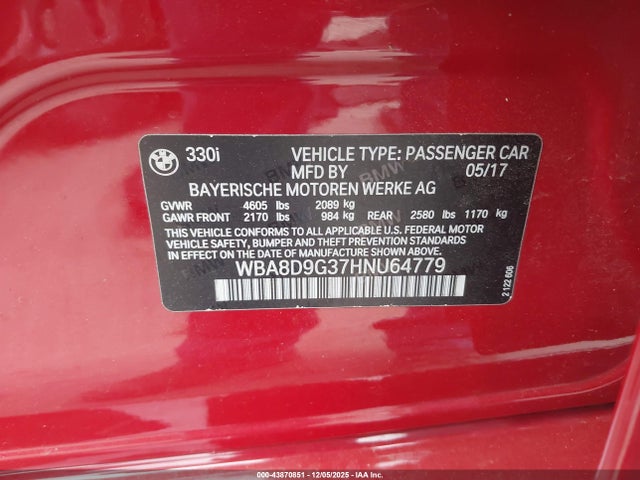 330i VEHICLE TYPE: PASSENGER CAR
MFD BY 05/17
BAYERISCHE MOTOREN WERKE AG
GVWR 4605 lbs 2089 kg
GAWR FRONT 2170 lbs 984 kg REAR 2580 lbs 1170 kg
THIS VEHICLE CONFORMS TO ALL APPLICABLE U.S. FEDERAL MOTOR
VEHICLE SAFETY, BUMPER AND THEFT PREVENTION STANDARDS
IN EFFECT ON THE DATE OF MANUFACTURE SHOWN ABOVE.
WBA8D9G37HNU64779
2 122 606
000-43870851 - 12/05/2025 - IAA Inc.